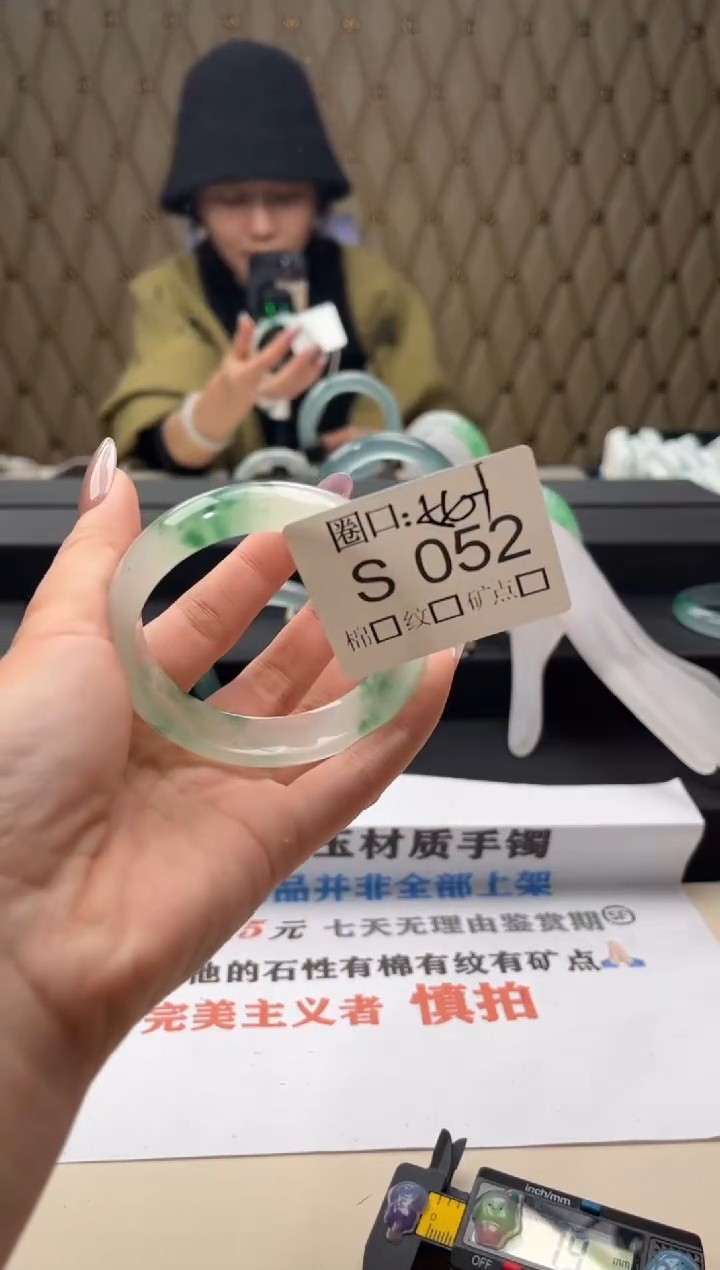 圈口:
S 052
棉□ 纹□ 矿点□
玉材质手镯
品并非全部上架
5元 七天无理由鉴赏期 SF
他的石性有棉有纹有矿点🙏
完美主义者 慎拍
inch/mm
OFF
mm